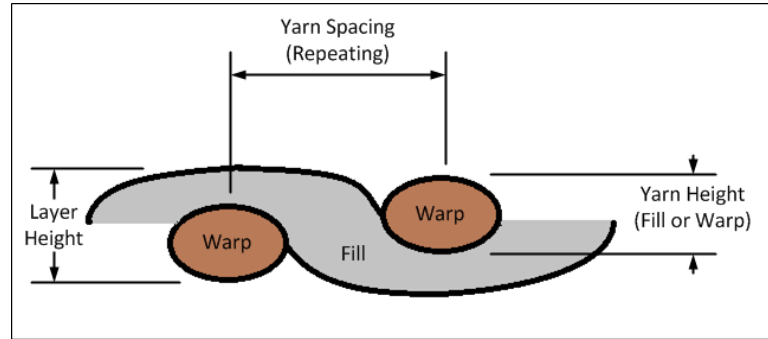 Yarn Spacing
(Repeating)
Layer
Height
Warp
Fill
Warp
Yarn Height
(Fill or Warp)